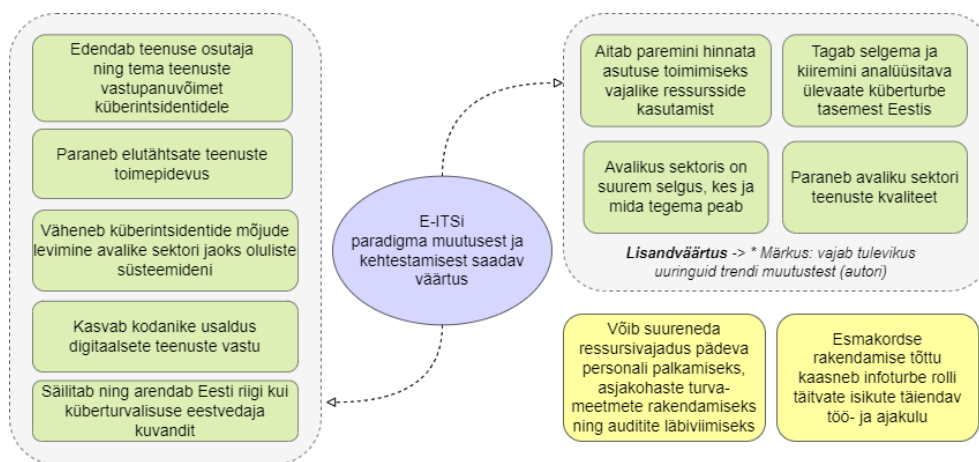 Edendab teenuse osutaja
ning tema teenuste
vastupanuvõimet
küberintsidentidele
Paraneb elutähtsate teenuste
toimepidevus
Väheneb küberintsidentide mõjude
levimine avalike sektori jaoks oluliste
süsteemideni
Kasvab kodanike usaldus
digitaalsete teenuste vastu
Säilitab ning arendab Eesti riigi kui
küberturvalisuse eestvedaja
kuvandit
E-ITSi
paradigma muutusest ja
kehtestamisest saadav
väärtus
Aitab paremini hinnata
asutuse toimimiseks
vajalike ressursside
kasutamist
Tagab selgema ja
kiiremini analüüsitava
ülevaate küberturbe
tasemest Eestis
Avalikus sektoris on
suurem selgus, kes ja
mida tegema peab
Paraneb avaliku sektori
teenuste kvaliteet
Lisandväärtus -> * Märkus: vajab tulevikus
uuringuid trendi muutustest (autori)
Võib suureneda
ressursivajadus pädeva
personali palkamiseks,
asjakohaste turva-
meetmete rakendamiseks
ning auditite läbiviimiseks
Esmakordse
rakendamise tõttu
kaasneb infoturbe rolli
täitvate isikute täiendav
töö- ja ajakulu